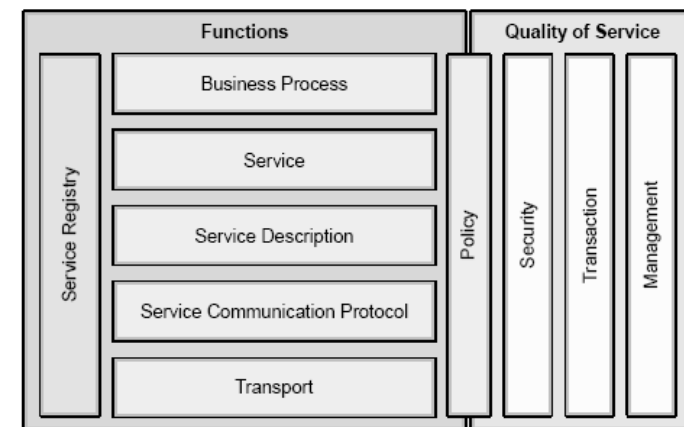 Functions
Quality of Service
Service Registry
Business Process
Service
Service Description
Service Communication Protocol
Transport
Policy
Security
Transaction
Management